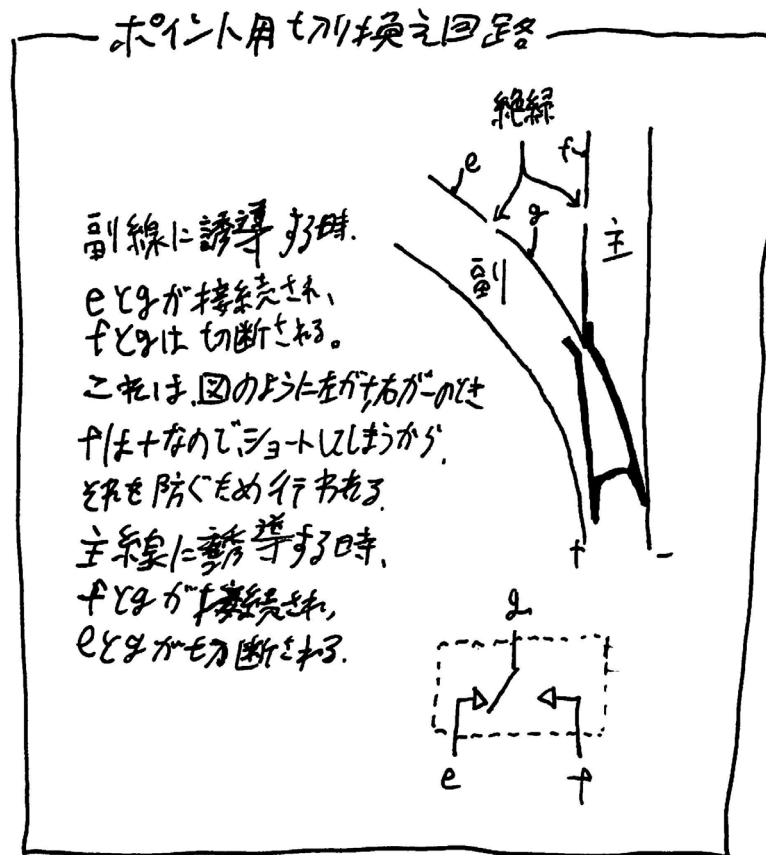 ポイント用切り換え回路
絶縁
e
f
g
主
副
副線に誘導する時、
eとgが接続され、
fとgは切断される。
これは、図のように左が+、右が-のとき
fは+なので、ショートしてしまうから、
それを防ぐため行われる。
主線に誘導する時、
fとgが接続され、
eとgが切断される。
+
-
g
e
f